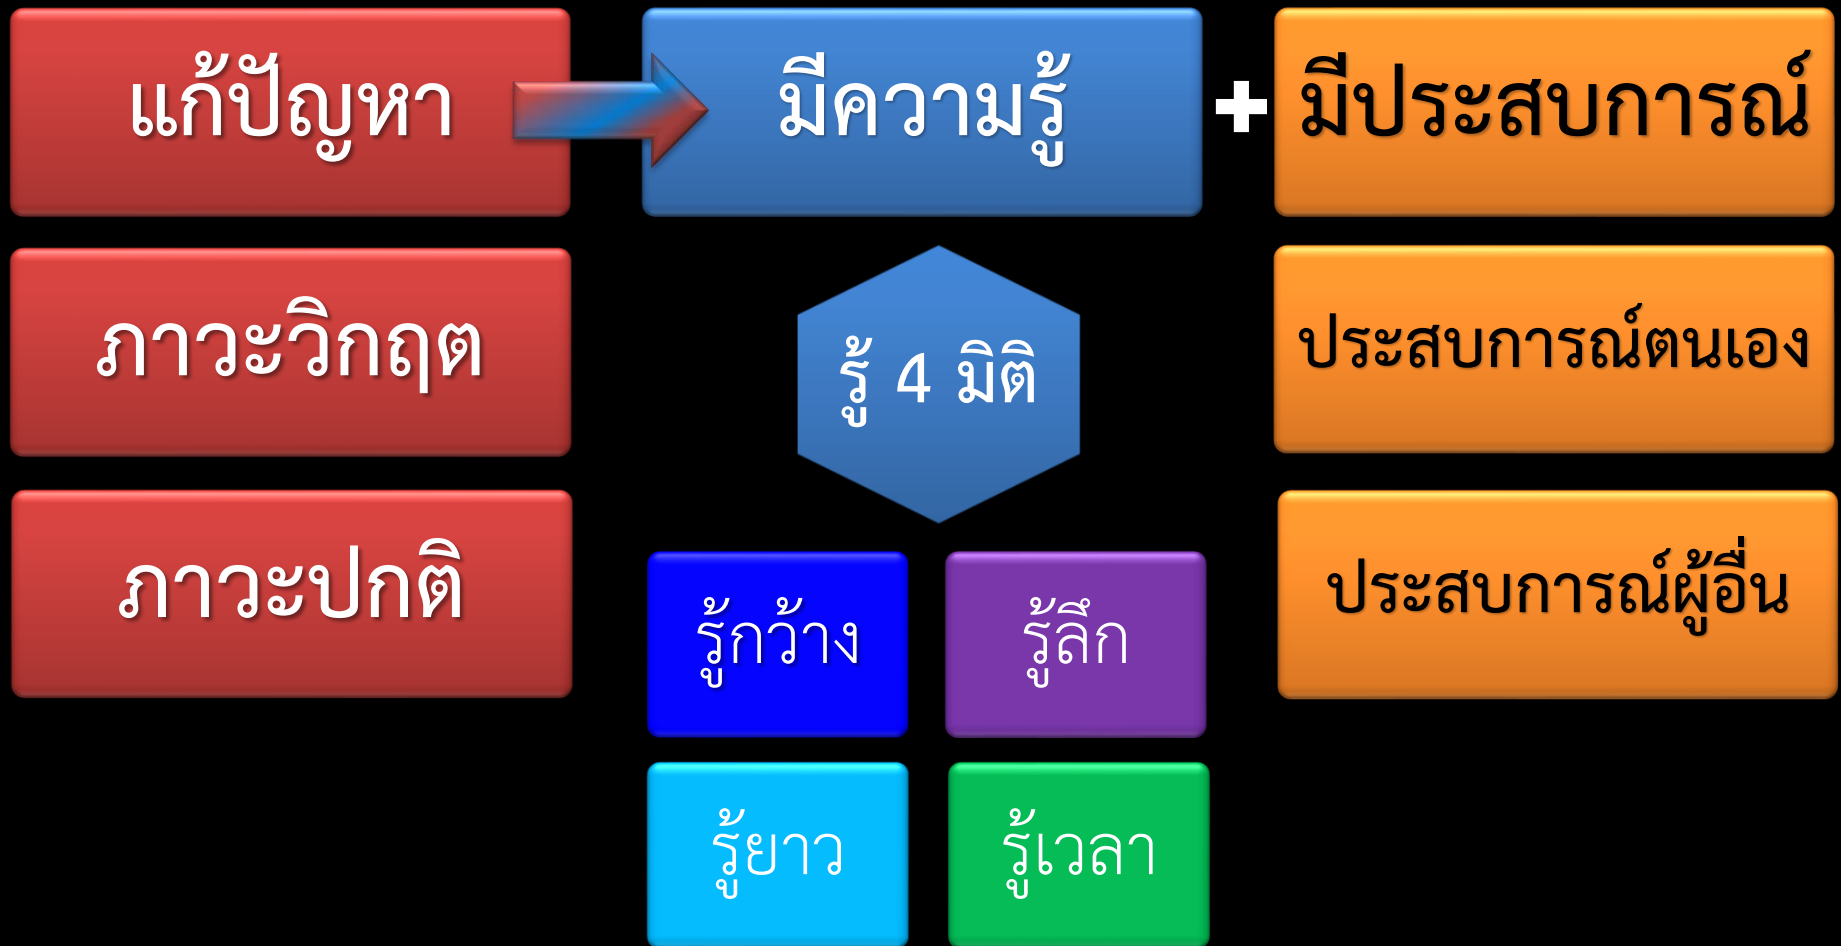 แก้ปัญหา
มีความรู้
+
มีประสบการณ์
ภาวะวิกฤต
รู้ 4 มิติ
ประสบการณ์ตนเอง
ภาวะปกติ
ประสบการณ์ผู้อื่น
รู้กว้าง
รู้ลึก
รู้ยาว
รู้เวลา